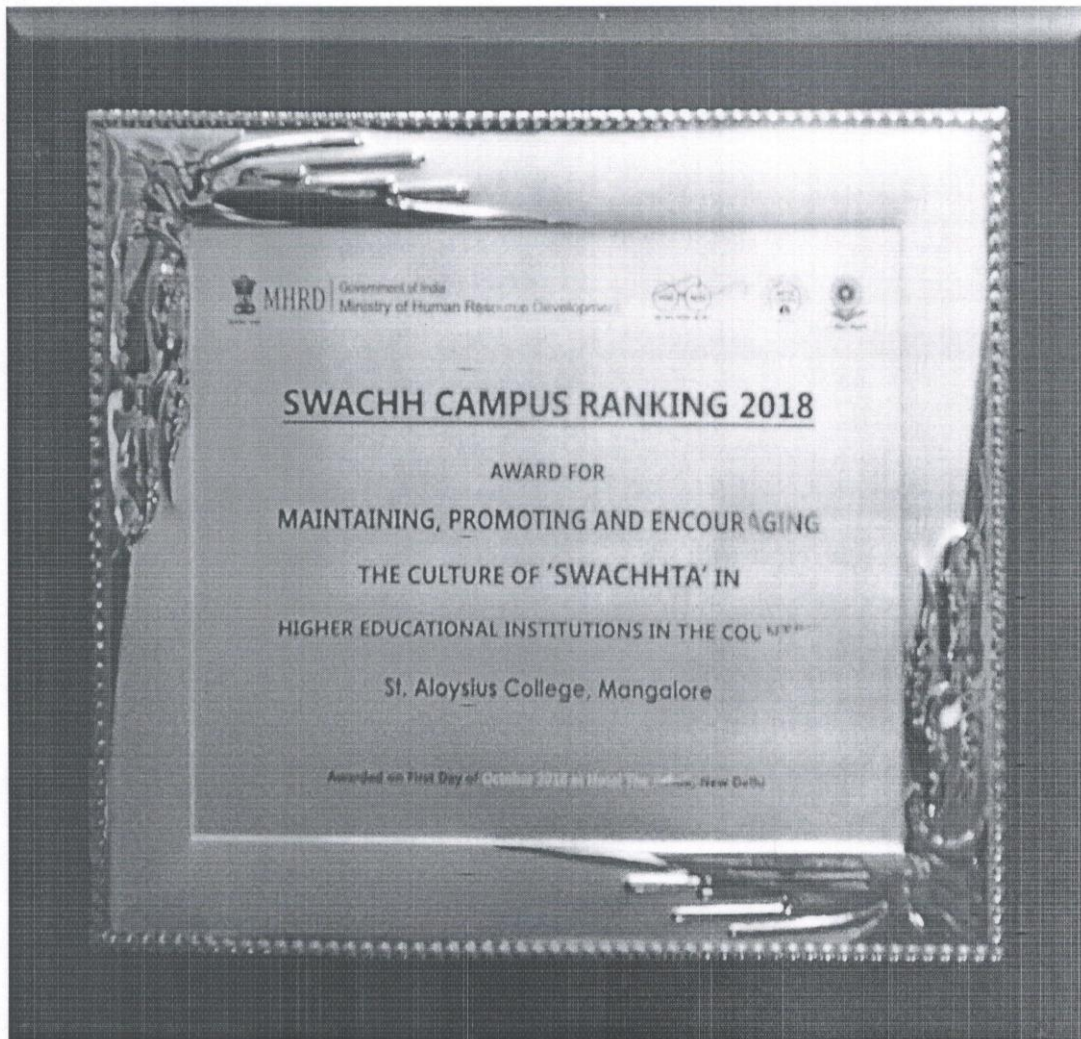 MHRD
Government of India
Ministry of Human Resource Development
SWACHH CAMPUS RANKING 2018
AWARD FOR
MAINTAINING, PROMOTING AND ENCOURAGING
THE CULTURE OF 'SWACHHTA' IN
HIGHER EDUCATIONAL INSTITUTIONS IN THE
St. Aloysius College, Mangalore
Awarded on First Day of October 2018 at Hotel The New Delhi